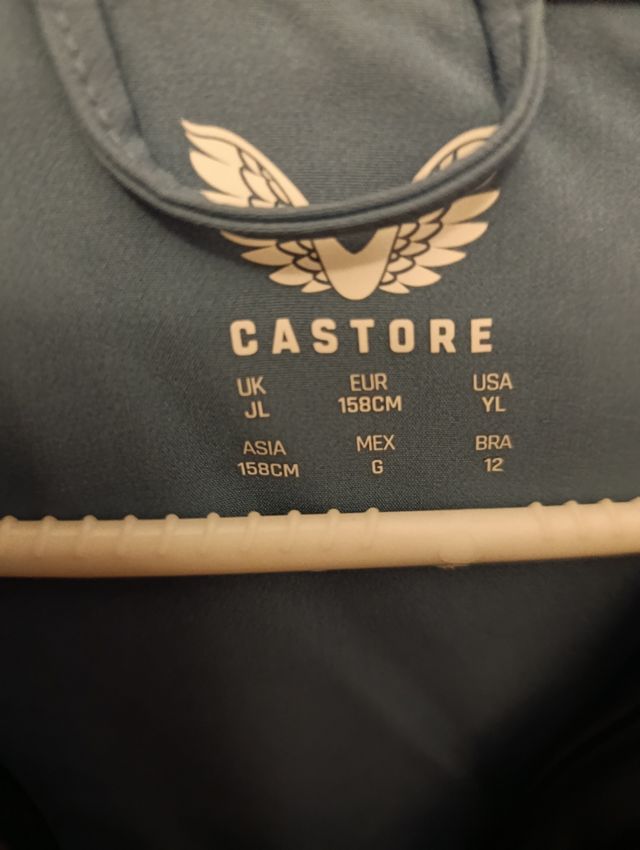 CASTORE
UK EUR USA
JL 158CM YL
ASIA MEX BRA
158CM G 12